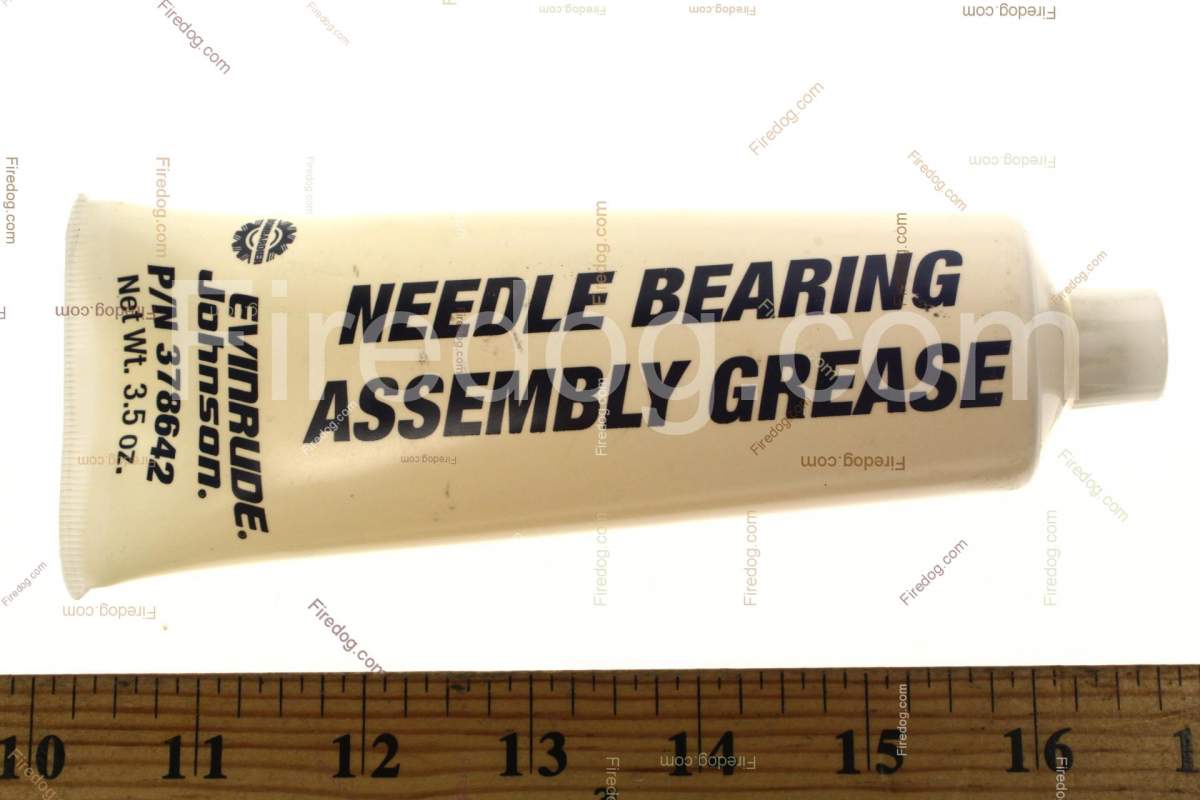 NEEDLE BEARING
ASSEMBLY GREASE
EVINRUDE.
Johnson.
P/N 378642
Net Wt. 3.5 oz.
Firedog.com
10 11 12 13 14 15 16